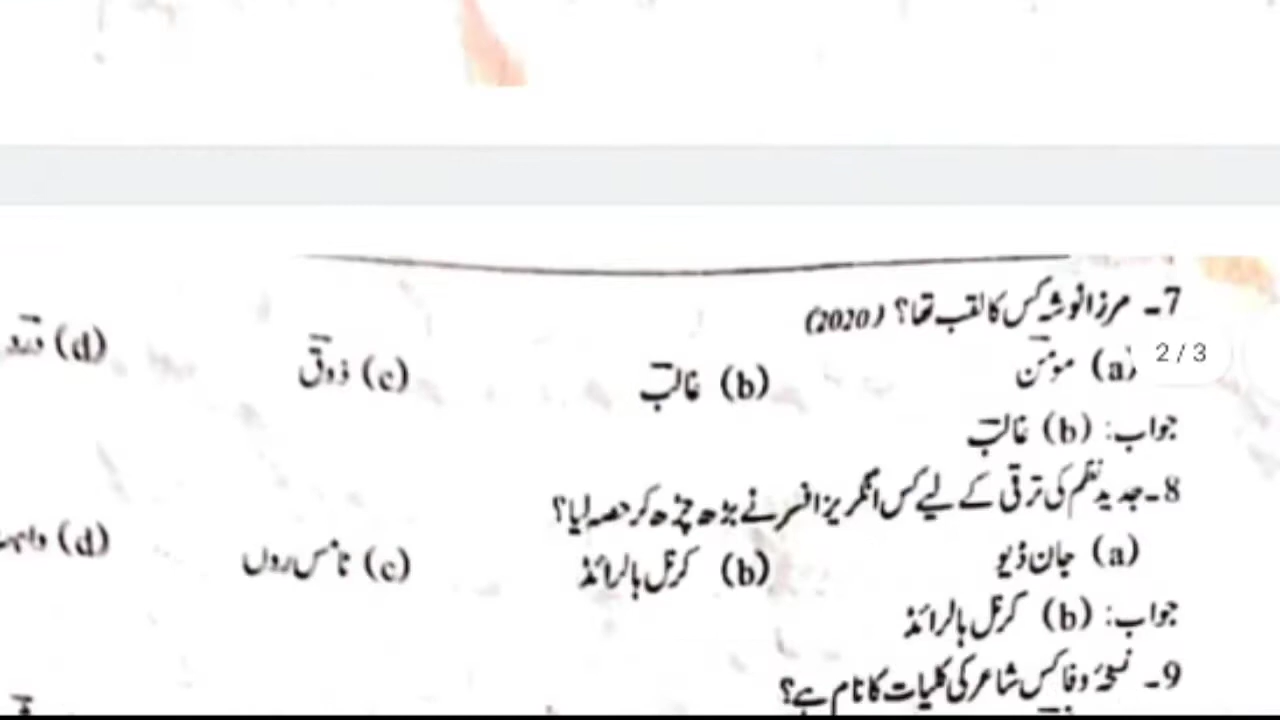 7۔ مرزا نوشہ کس کا لقب تھا؟ (2020)
(a) مومن (b) غالب (c) ذوق (d) درد
2 / 3
جواب: (b) غالب
8۔ جدید نظم کی ترقی کے لیے کس انگریز افسر نے بڑھ چڑھ کر حصہ لیا؟
(a) جان ڈیو (b) کرنل ہالرائڈ (c) تامس روں (d)
جواب: (b) کرنل ہالرائڈ
9۔ نسخۂ وفا کس شاعر کی کلیات کا نام ہے؟